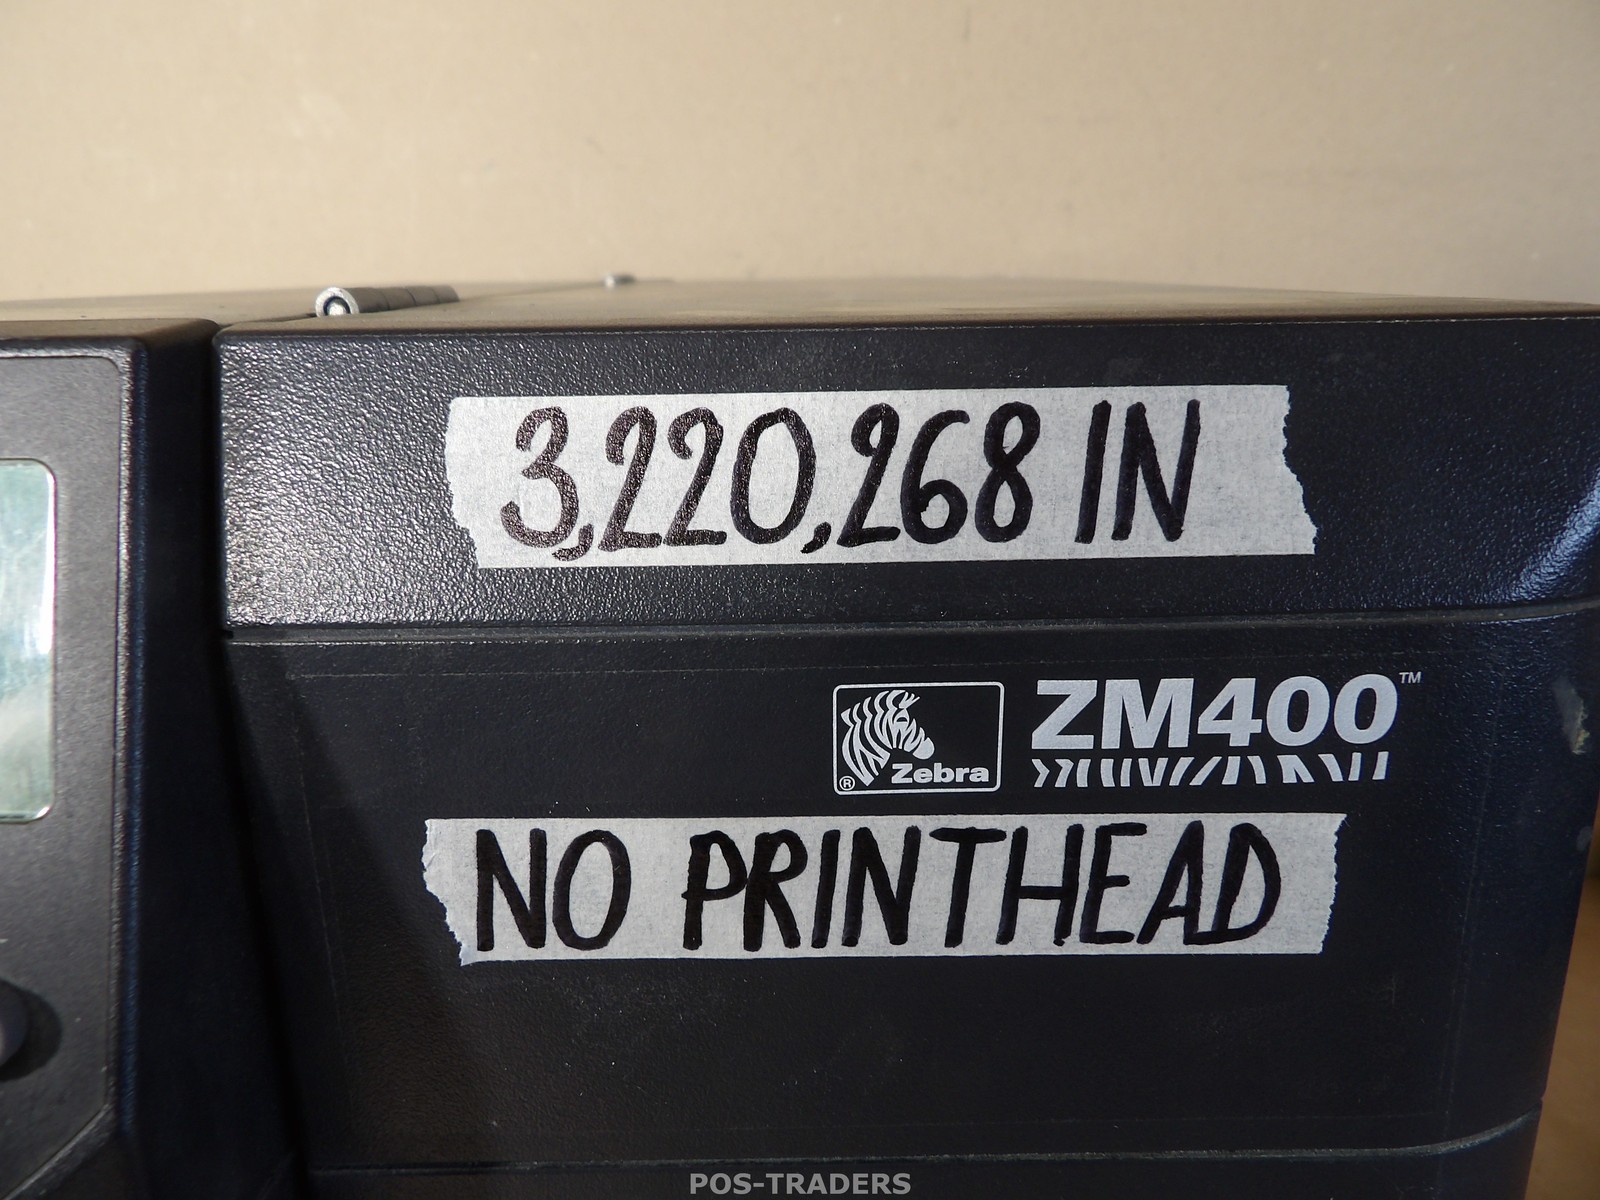 3,220,268 IN
ZM400™
® Zebra
NO PRINTHEAD
POS-TRADERS